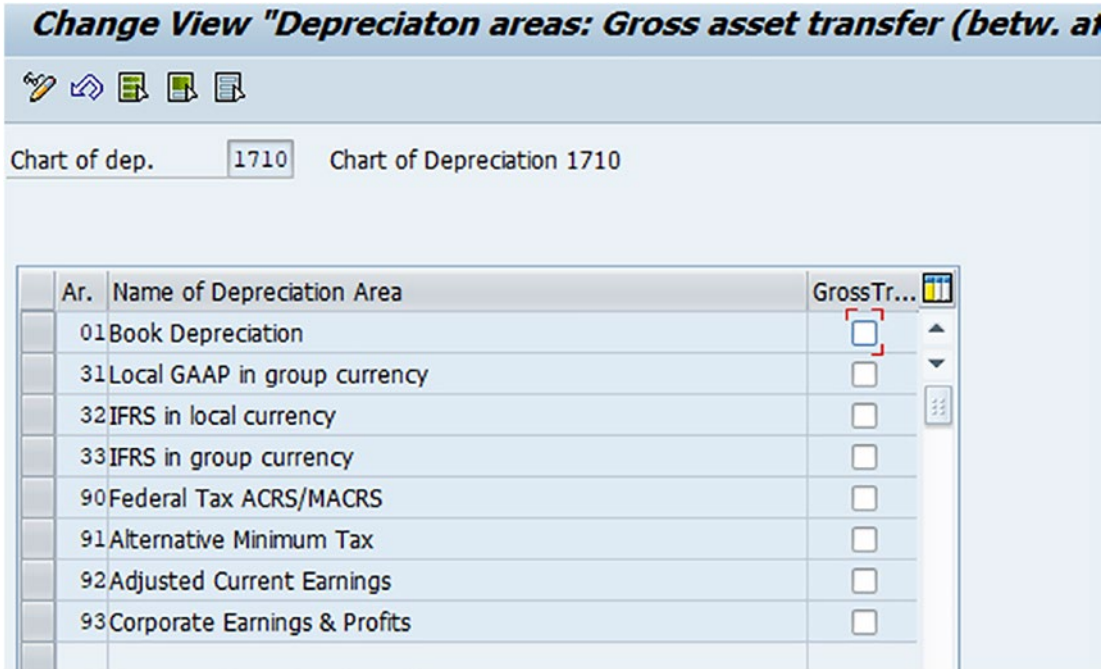 Change View "Depreciaton areas: Gross asset transfer (betw. af
Chart of dep. 1710 Chart of Depreciation 1710
Ar. Name of Depreciation Area GrossTr...
01 Book Depreciation
31 Local GAAP in group currency
32 IFRS in local currency
33 IFRS in group currency
90 Federal Tax ACRS/MACRS
91 Alternative Minimum Tax
92 Adjusted Current Earnings
93 Corporate Earnings & Profits